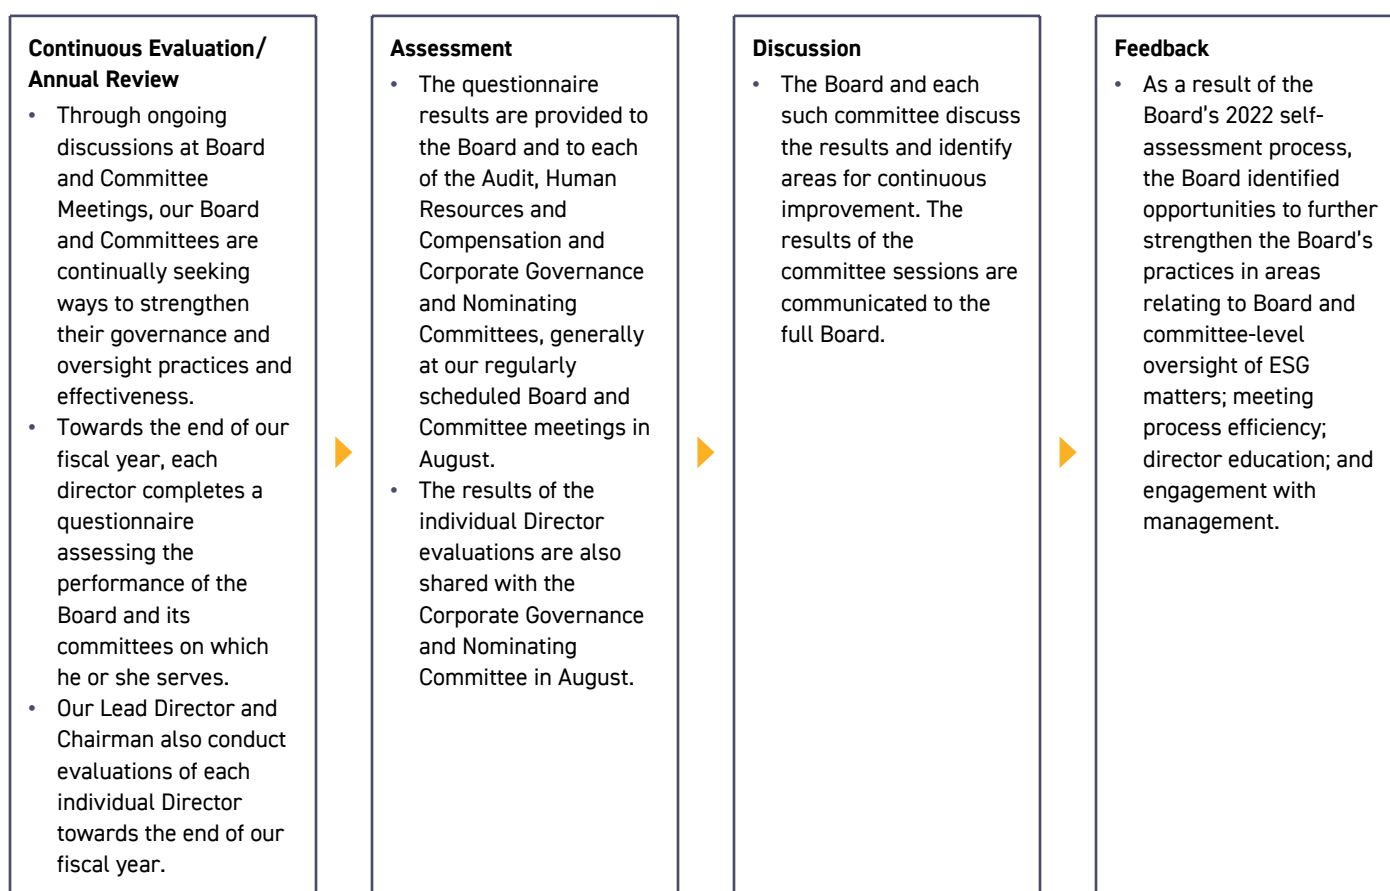 Continuous Evaluation/
Annual Review
• Through ongoing
discussions at Board
and Committee
Meetings, our Board
and Committees are
continually seeking
ways to strengthen
their governance and
oversight practices and
effectiveness.
• Towards the end of our
fiscal year, each
director completes a
questionnaire
assessing the
performance of the
Board and its
committees on which
he or she serves.
• Our Lead Director and
Chairman also conduct
evaluations of each
individual Director
towards the end of our
fiscal year.
Assessment
• The questionnaire
results are provided to
the Board and to each
of the Audit, Human
Resources and
Compensation and
Corporate Governance
and Nominating
Committees, generally
at our regularly
scheduled Board and
Committee meetings in
August.
• The results of the
individual Director
evaluations are also
shared with the
Corporate Governance
and Nominating
Committee in August.
Discussion
• The Board and each
such committee discuss
the results and identify
areas for continuous
improvement. The
results of the
committee sessions are
communicated to the
full Board.
Feedback
• As a result of the
Board's 2022 self-
assessment process,
the Board identified
opportunities to further
strengthen the Board's
practices in areas
relating to Board and
committee-level
oversight of ESG
matters; meeting
process efficiency;
director education; and
engagement with
management.